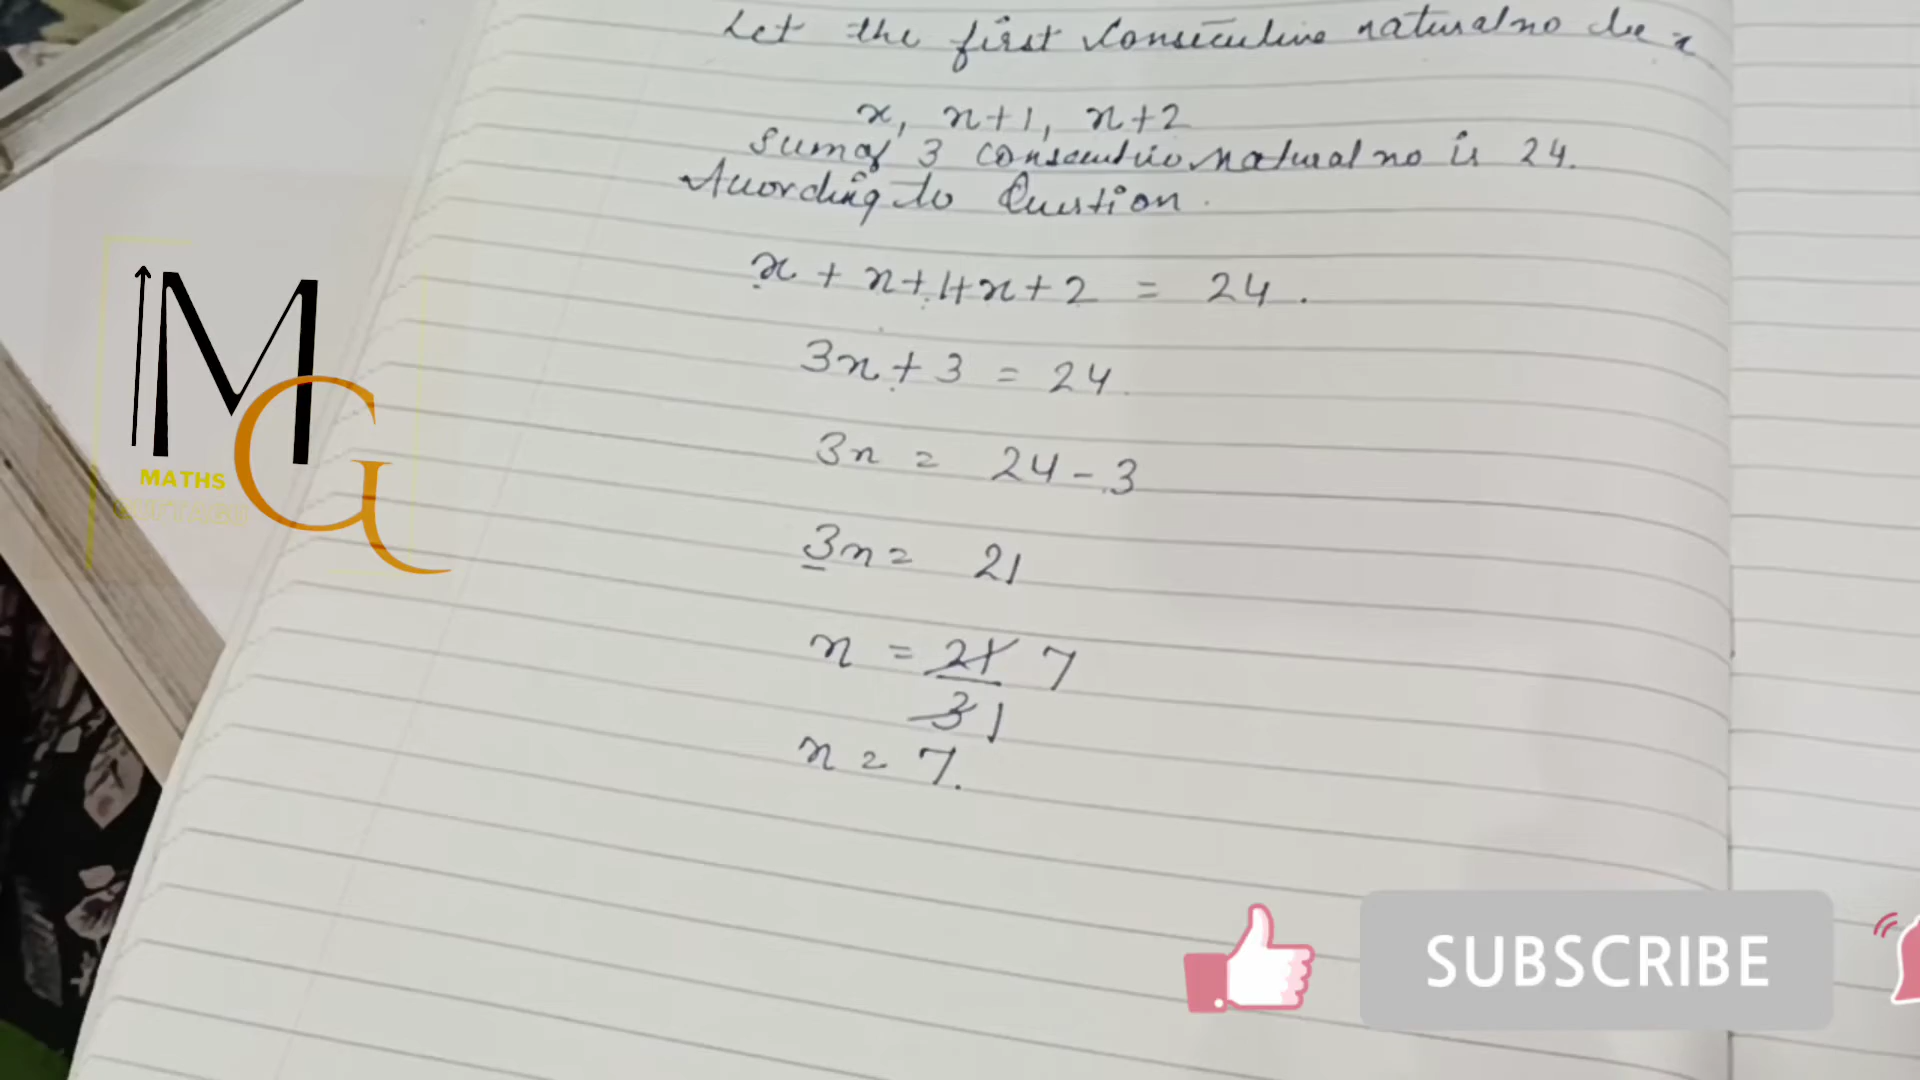 Let the first consecutive natural no be x
x, x+1, x+2
Sum of 3 consecutive natural no is 24.
According to Question.
x + x+1+x+2 = 24.
3x+3 = 24.
3x = 24-3
3x = 21
x = 21/3 7/1
x = 7.
MATHS
SUBSCRIBE